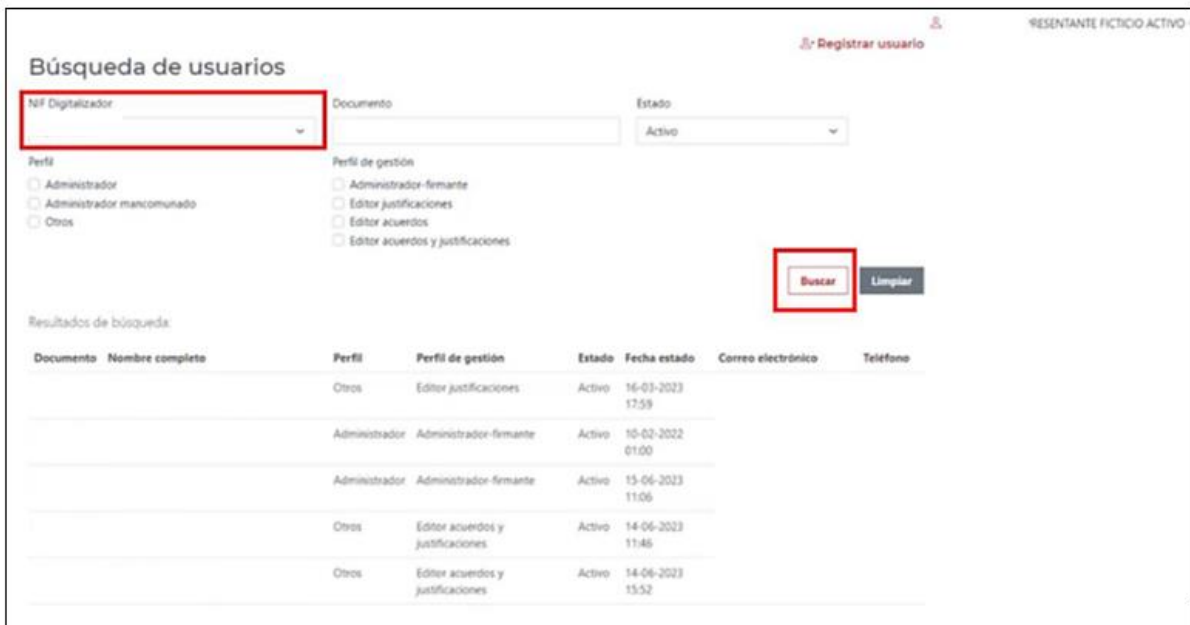 RESENTANTE FICTICIO ACTIVO
Registrar usuario
Búsqueda de usuarios
NIF Digitalizador Documento Estado
Activo
Perfil Perfil de gestión
Administrador Administrador-firmante
Administrador mancomunado Editor justificaciones
Otros Editor acuerdos
Editor acuerdos y justificaciones
Buscar Limpiar
Resultados de búsqueda:
Documento Nombre completo Perfil Perfil de gestión Estado Fecha estado Correo electrónico Teléfono
Otros Editor justificaciones Activo 16-03-2023
17:59
Administrador Administrador-firmante Activo 10-02-2022
01:00
Administrador Administrador-firmante Activo 15-06-2023
11:06
Otros Editor acuerdos y Activo 14-06-2023
justificaciones 11:46
Otros Editor acuerdos y Activo 14-06-2023
justificaciones 15:52